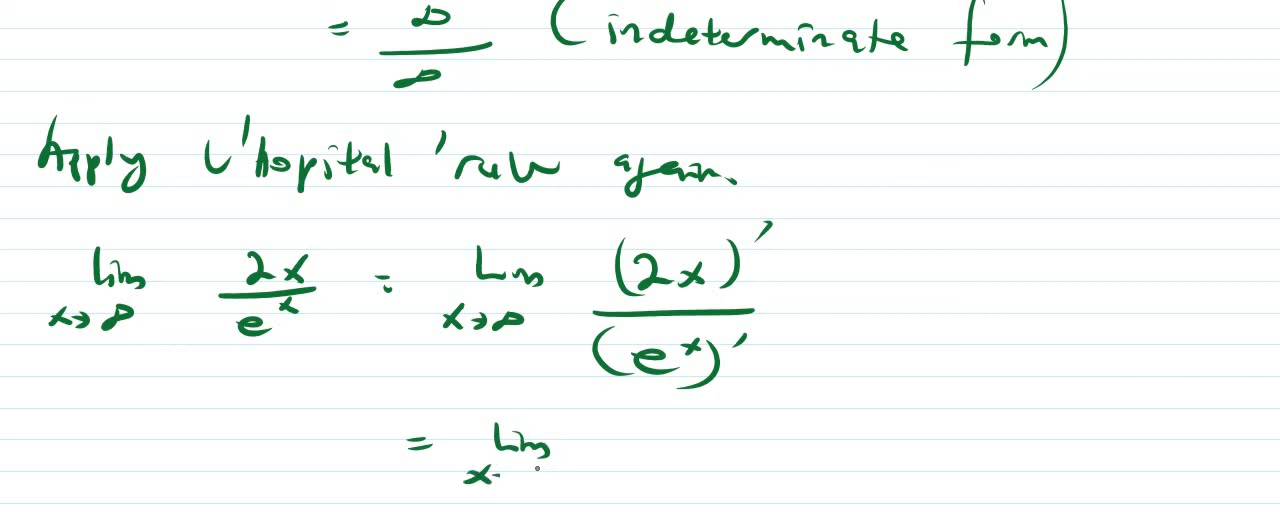 = ∞/∞ (indeterminate form)
Apply L'hopital 'rule again.
lim x→∞ 2x/e^x = lim x→∞ (2x)'/(e^x)'
= lim x-